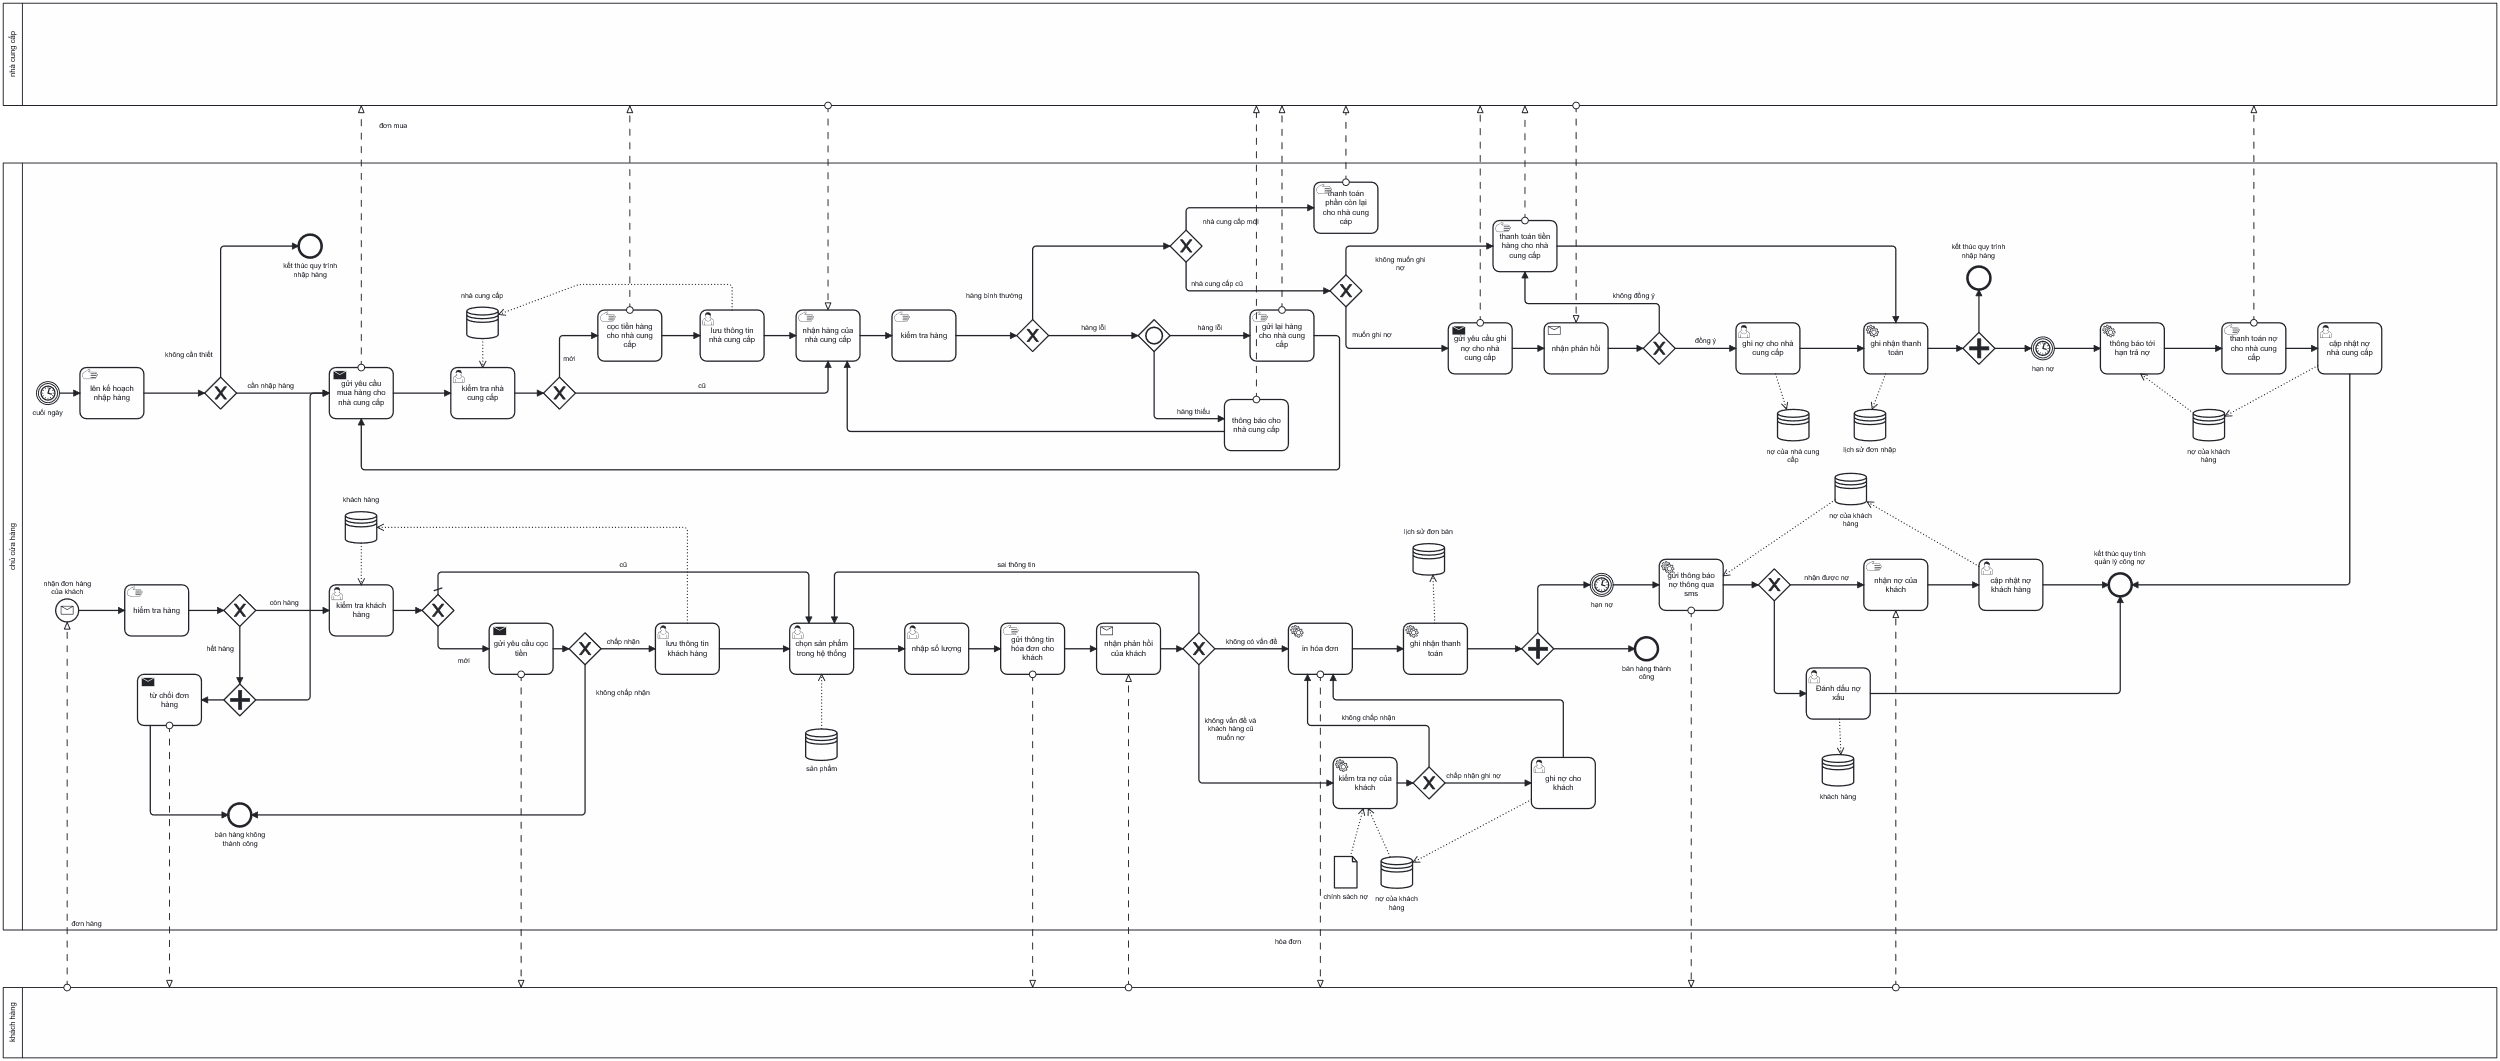 nhà cung cấp
đơn mua
chủ cửa hàng
thanh toán
phần còn lại
cho nhà cung
cấp
nhà cung cấp mới
nhà cung cấp cũ
kết thúc quy trình
nhập hàng
không cần thiết
cuối ngày
lên kế hoạch
nhập hàng
cần nhập hàng
gửi yêu cầu
mua hàng cho
nhà cung cấp
nhà cung cấp
kiểm tra nhà
cung cấp
mới
cũ
cọc tiền hàng
cho nhà cung
cấp
lưu thông tin
nhà cung cấp
nhận hàng của
nhà cung cấp
kiểm tra hàng
hàng bình thường
hàng lỗi
hàng lỗi
hàng thiếu
gửi lại hàng
cho nhà cung
cấp
thông báo cho
nhà cung cấp
không muốn ghi
nợ
muốn ghi nợ
thanh toán tiền
hàng cho nhà
cung cấp
gửi yêu cầu ghi
nợ cho nhà
cung cấp
nhận phản hồi
không đồng ý
đồng ý
ghi nợ cho nhà
cung cấp
nợ của nhà cung
cấp
ghi nhận thanh
toán
lịch sử đơn nhập
kết thúc quy trình
nhập hàng
hạn nợ
thông báo tới
hạn trả nợ
thanh toán nợ
cho nhà cung
cấp
cập nhật nợ
nhà cung cấp
nợ của khách
hàng
nhận đơn hàng
của khách
hiểm tra hàng
còn hàng
hết hàng
từ chối đơn
hàng
bán hàng không
thành công
khách hàng
kiểm tra khách
hàng
cũ
mới
gửi yêu cầu cọc
tiền
chấp nhận
không chấp nhận
lưu thông tin
khách hàng
chọn sản phẩm
trong hệ thống
sản phẩm
nhập số lượng
gửi thông tin
hóa đơn cho
khách
nhận phản hồi
của khách
sai thông tin
không có vấn đề
không vấn đề và
khách hàng cũ
muốn nợ
in hóa đơn
ghi nhận thanh
toán
lịch sử đơn bán
không chấp nhận
kiểm tra nợ của
khách
chấp nhận ghi nợ
ghi nợ cho
khách
chính sách nợ
nợ của khách
hàng
hạn nợ
bán hàng thành
công
gửi thông báo
nợ thông qua
sms
nợ của khách
hàng
nhận được nợ
nhận nợ của
khách
cập nhật nợ
khách hàng
kết thúc quy tình
quản lý công nợ
Đánh dấu nợ
xấu
khách hàng
đơn hàng
hóa đơn
khách hàng